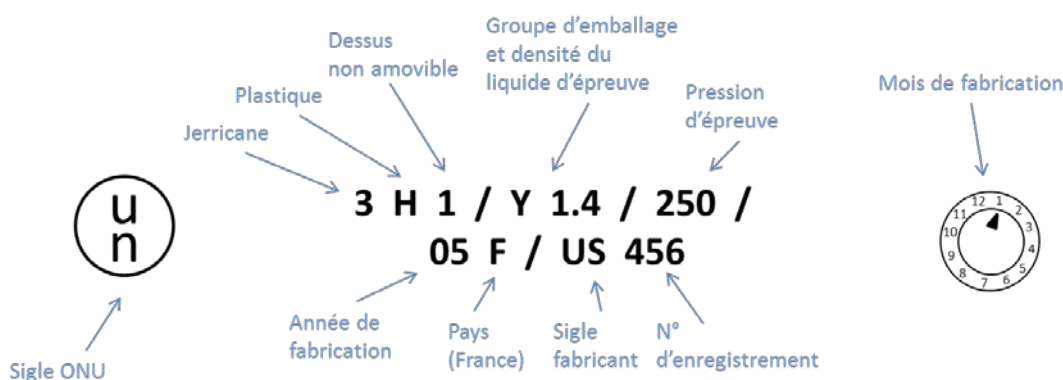 Groupe d'emballage
et densité du
liquide d'épreuve
Dessus
non amovible
Plastique
Jerricane
Pression
d'épreuve
Mois de fabrication
u
n
3 H 1 / Y 1.4 / 250 /
05 F / US 456
12 1 2 3 4 5 6 7 8 9 10 11
Année de
fabrication
Pays
(France)
Sigle
fabricant
N°
d'enregistrement
Sigle ONU